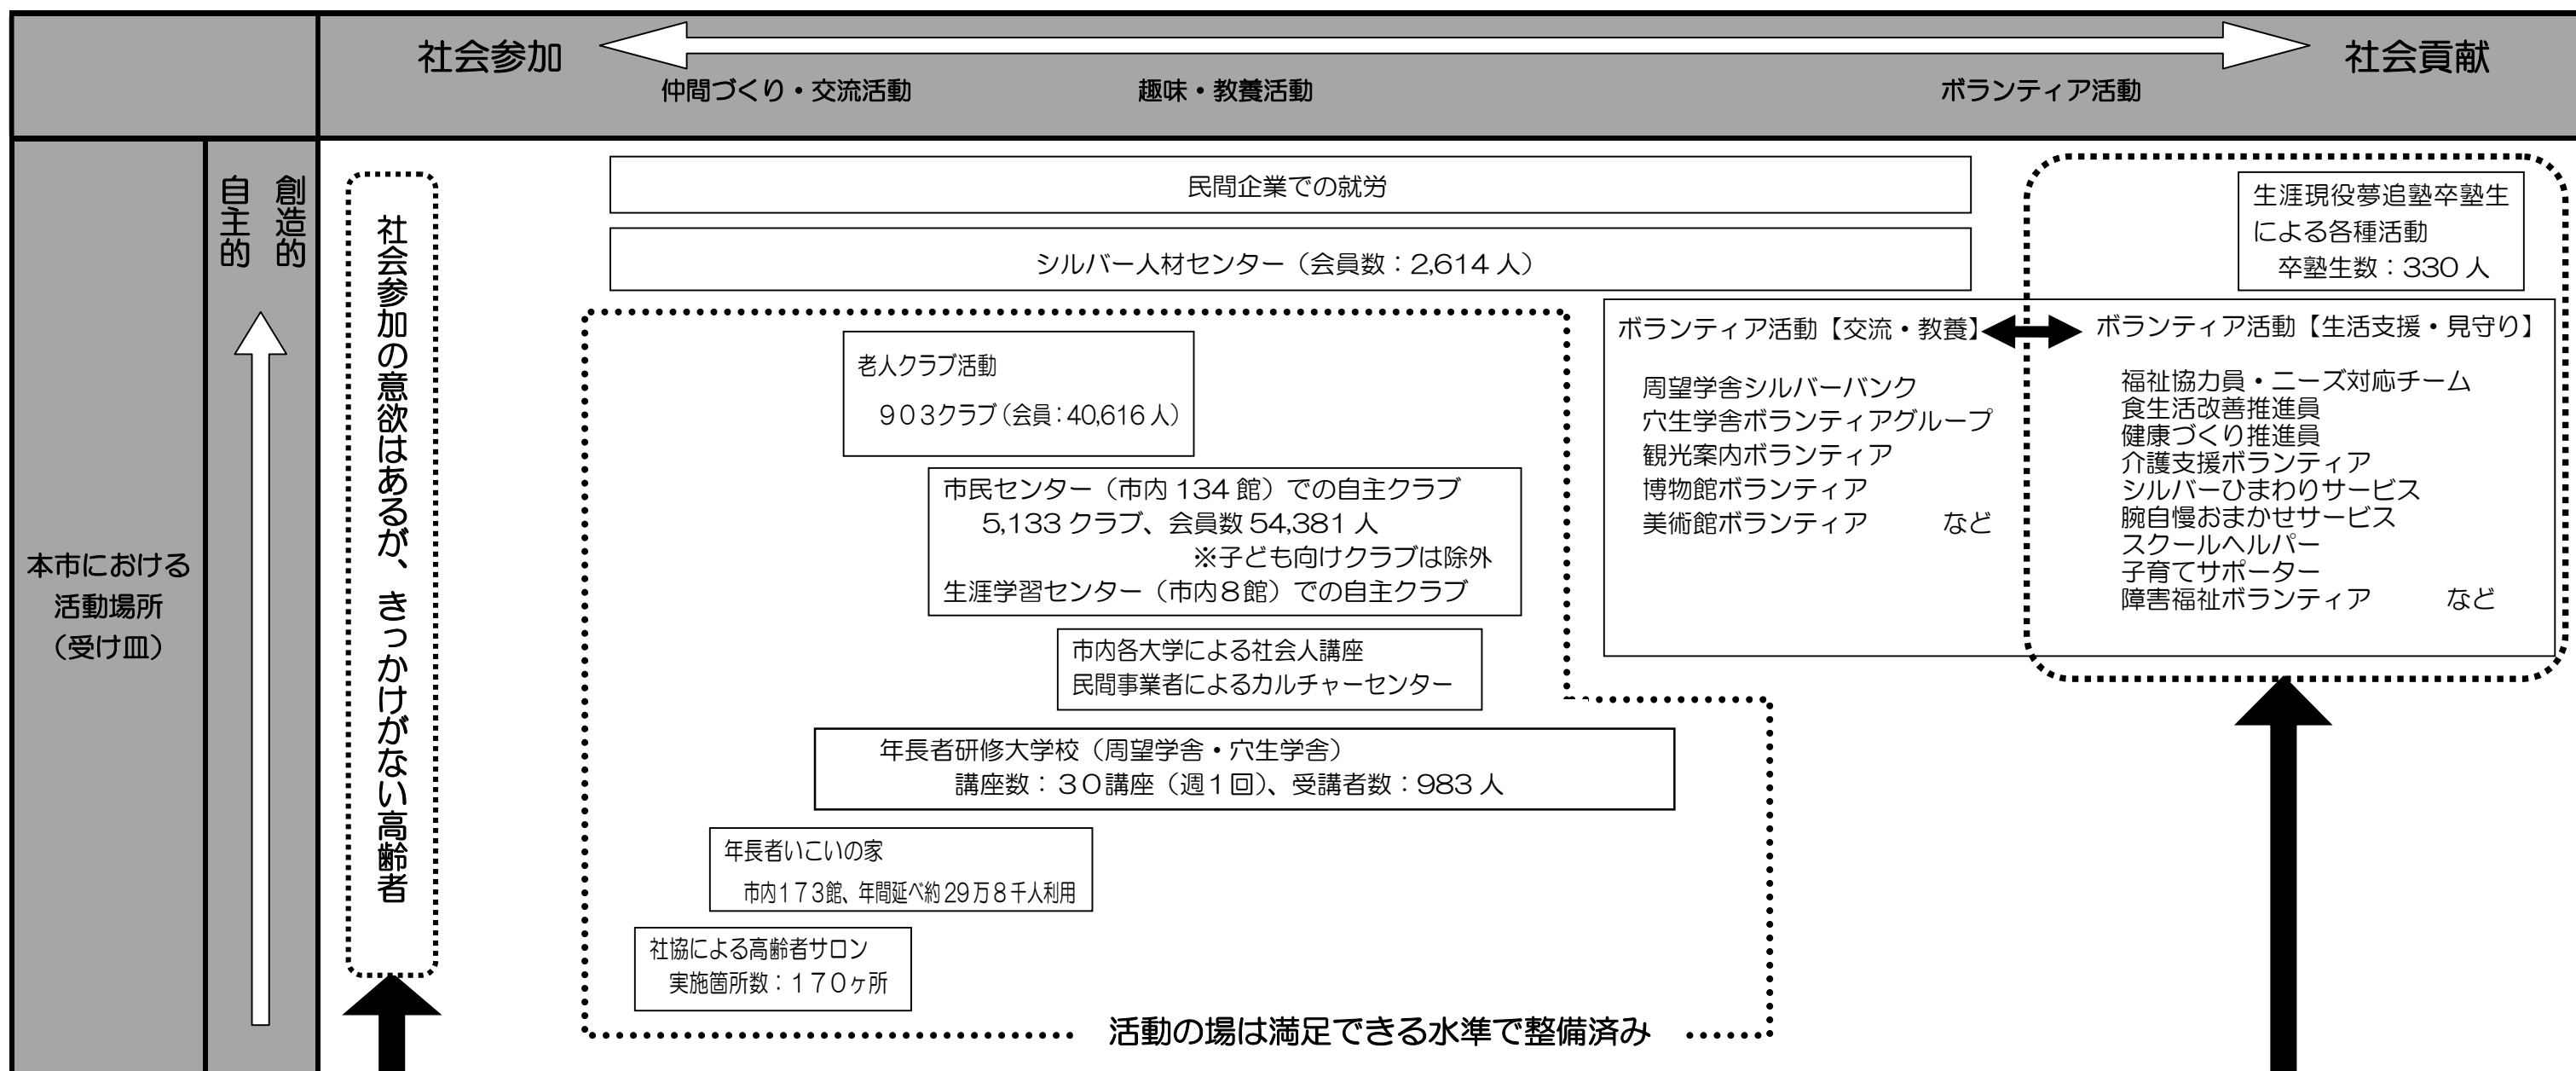 社会参加
社会貢献
仲間づくり・交流活動
趣味・教養活動
ボランティア活動
本市における
活動場所
（受け皿）
創造的
自主的
社会参加の意欲はあるが、きっかけがない高齢者
民間企業での就労
シルバー人材センター（会員数：2,614 人）
生涯現役夢追塾卒塾生
による各種活動
卒塾生数：330 人
老人クラブ活動
９０３クラブ（会員：40,616 人）
市民センター（市内 134 館）での自主クラブ
5,133 クラブ、会員数 54,381 人
※子ども向けクラブは除外
生涯学習センター（市内８館）での自主クラブ
市内各大学による社会人講座
民間事業者によるカルチャーセンター
年長者研修大学校（周望学舎・穴生学舎）
講座数：３０講座（週１回）、受講者数：983 人
年長者いこいの家
市内１７３館、年間延べ約 29 万８千人利用
社協による高齢者サロン
実施箇所数：１７０ヶ所
活動の場は満足できる水準で整備済み
ボランティア活動【交流・教養】
周望学舎シルバーバンク
穴生学舎ボランティアグループ
観光案内ボランティア
博物館ボランティア
美術館ボランティア　　　など
ボランティア活動【生活支援・見守り】
福祉協力員・ニーズ対応チーム
食生活改善推進員
健康づくり推進員
介護支援ボランティア
シルバーひまわりサービス
腕自慢おまかせサービス
スクールヘルパー
子育てサポーター
障害福祉ボランティア　　　など